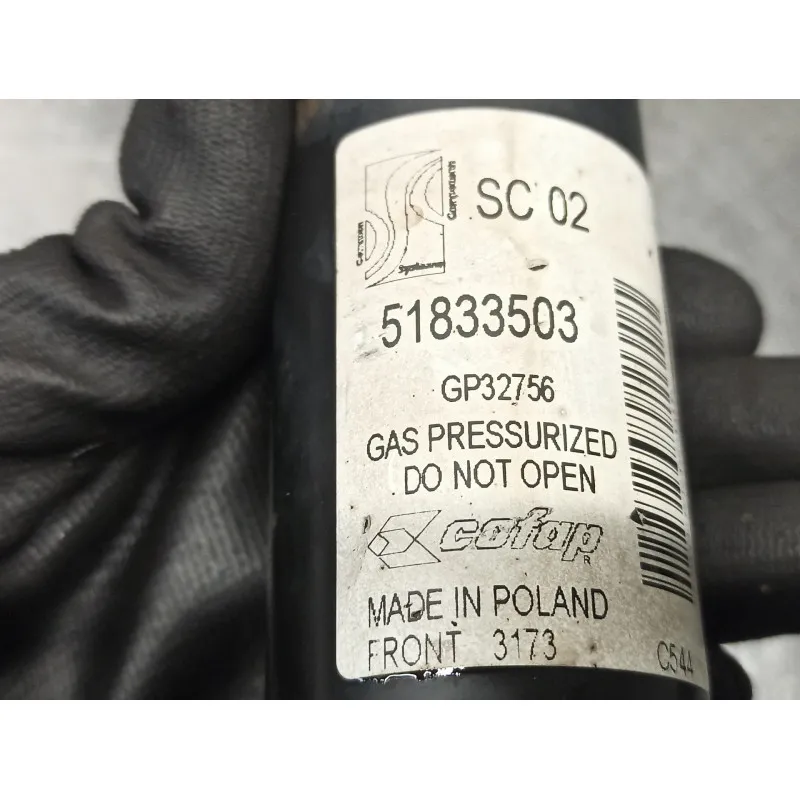 SC 02
51833503
GP32756
GAS PRESSURIZED
DO NOT OPEN
cofap
MADE IN POLAND
FRONT 3173
C544